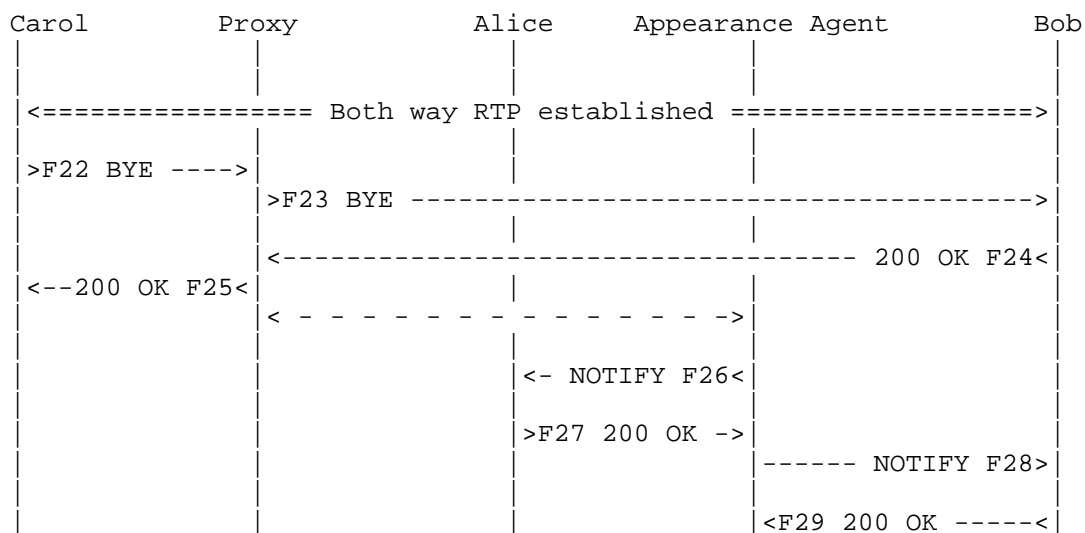 Carol Proxy Alice Appearance Agent Bob
<================= Both way RTP established ===================>
>F22 BYE ---->
>F23 BYE --------------------------------------->
<------------------------------------ 200 OK F24<
<--200 OK F25<
< - - - - - - - - - - - - - ->
<- NOTIFY F26<
>F27 200 OK ->
------ NOTIFY F28>
<F29 200 OK -----<